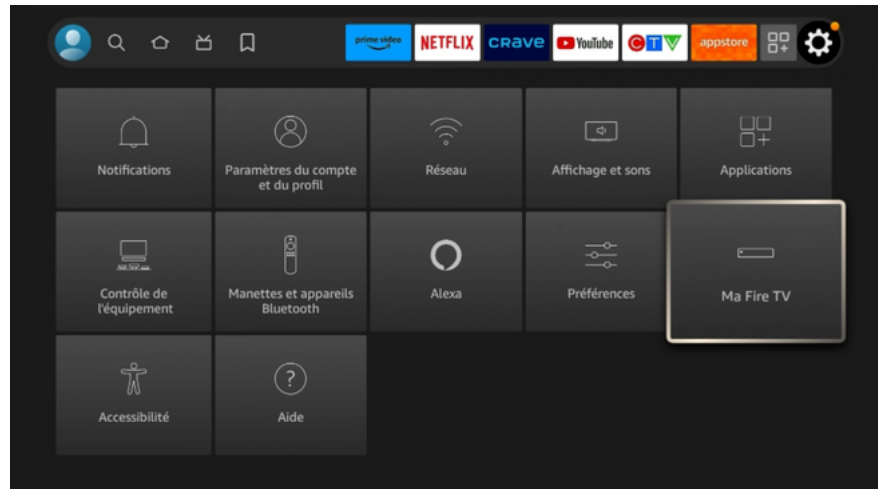 prime video
NETFLIX
crave
YouTube
CTV
appstore
Notifications
Paramètres du compte
et du profil
Réseau
Affichage et sons
Applications
Contrôle de
l'équipement
Manettes et appareils
Bluetooth
Alexa
Préférences
Ma Fire TV
Accessibilité
Aide